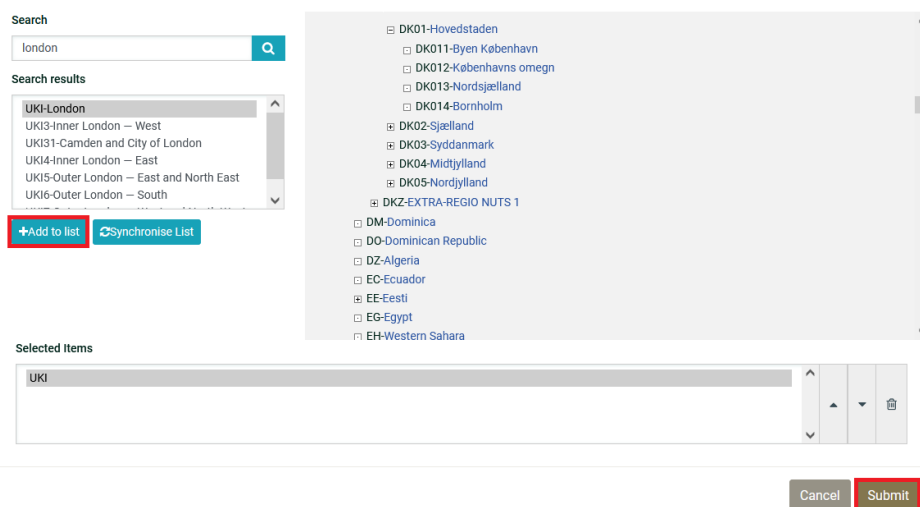 Search
london
Search results
UKI-London
UKI3-Inner London — West
UKI31-Camden and City of London
UKI4-Inner London — East
UKI5-Outer London — East and North East
UKI6-Outer London — South
+Add to list
Synchronise List
DK01-Hovedstaden
DK011-Byen København
DK012-Københavns omegn
DK013-Nordsjælland
DK014-Bornholm
DK02-Sjælland
DK03-Syddanmark
DK04-Midtjylland
DK05-Nordjylland
DKZ-EXTRA-REGIO NUTS 1
DM-Dominica
DO-Dominican Republic
DZ-Algeria
EC-Ecuador
EE-Eesti
EG-Egypt
EH-Western Sahara
Selected Items
UKI
Cancel
Submit